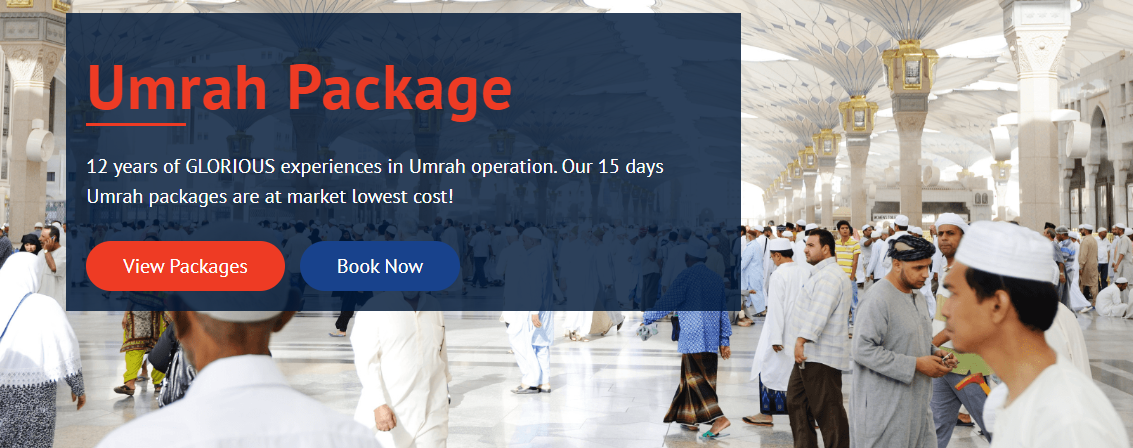 Umrah Package
12 years of GLORIOUS experiences in Umrah operation. Our 15 days
Umrah packages are at market lowest cost!
View Packages
Book Now